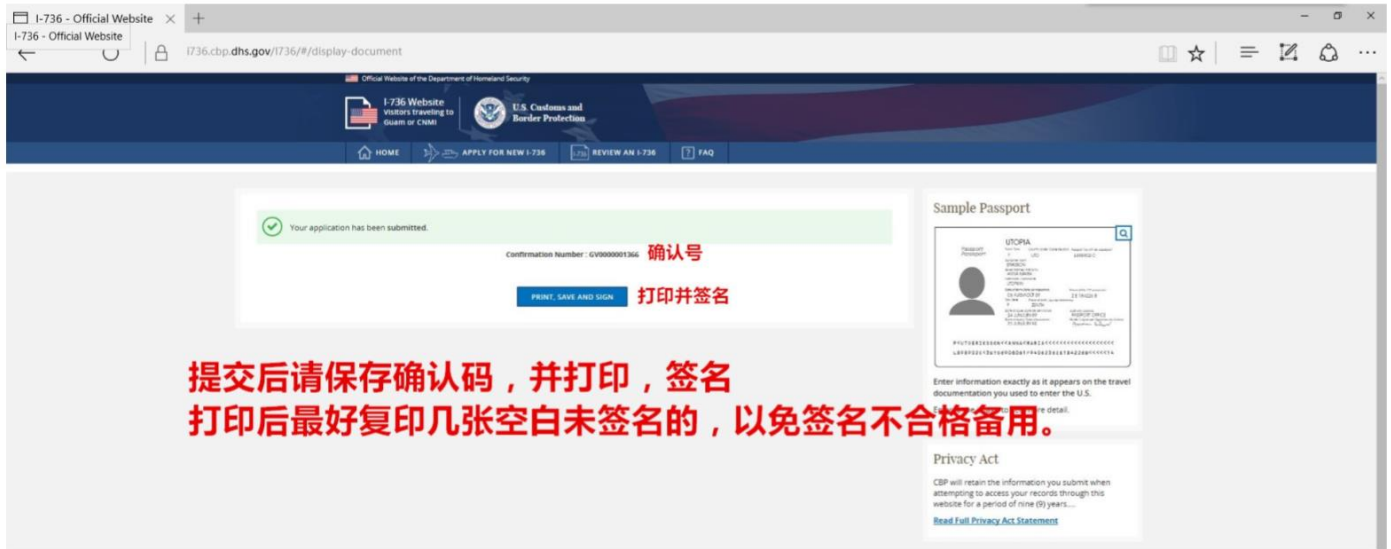 I-736 - Official Website
I-736 - Official Website
i736.cbp.dhs.gov/I736/#/display-document
Official Website of the Department of Homeland Security
I-736 Website
Visitors traveling to
Guam or CNMI
U.S. Customs and
Border Protection
HOME
APPLY FOR NEW I-736
REVIEW AN I-736
FAQ
Your application has been submitted.
Confirmation Number : GV0000001366 确认号
PRINT, SAVE AND SIGN 打印并签名
提交后请保存确认码，并打印，签名
打印后最好复印几张空白未签名的，以免签名不合格备用。
Sample Passport
UTOPIA
Enter information exactly as it appears on the travel
documentation you used to enter the U.S.
Privacy Act
CBP will retain the information you submit when
attempting to access your records through this
website for a period of nine (9) years....
Read Full Privacy Act Statement